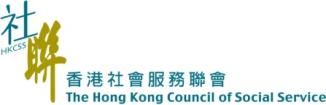 社
HKCSS
聯
香港社會服務聯會
The Hong Kong Council of Social Service